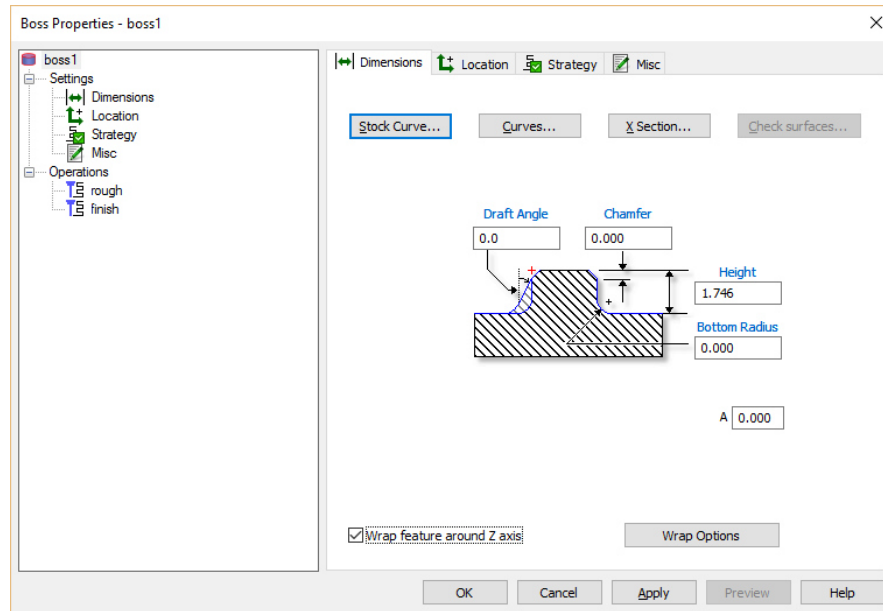 Boss Properties - boss1
boss1
Settings
Dimensions
Location
Strategy
Misc
Operations
rough
finish
Dimensions Location Strategy Misc
Stock Curve... Curves... X Section... Check surfaces...
Draft Angle Chamfer
0.0 0.000
Height
1.746
Bottom Radius
0.000
A 0.000
Wrap feature around Z axis Wrap Options
OK Cancel Apply Preview Help